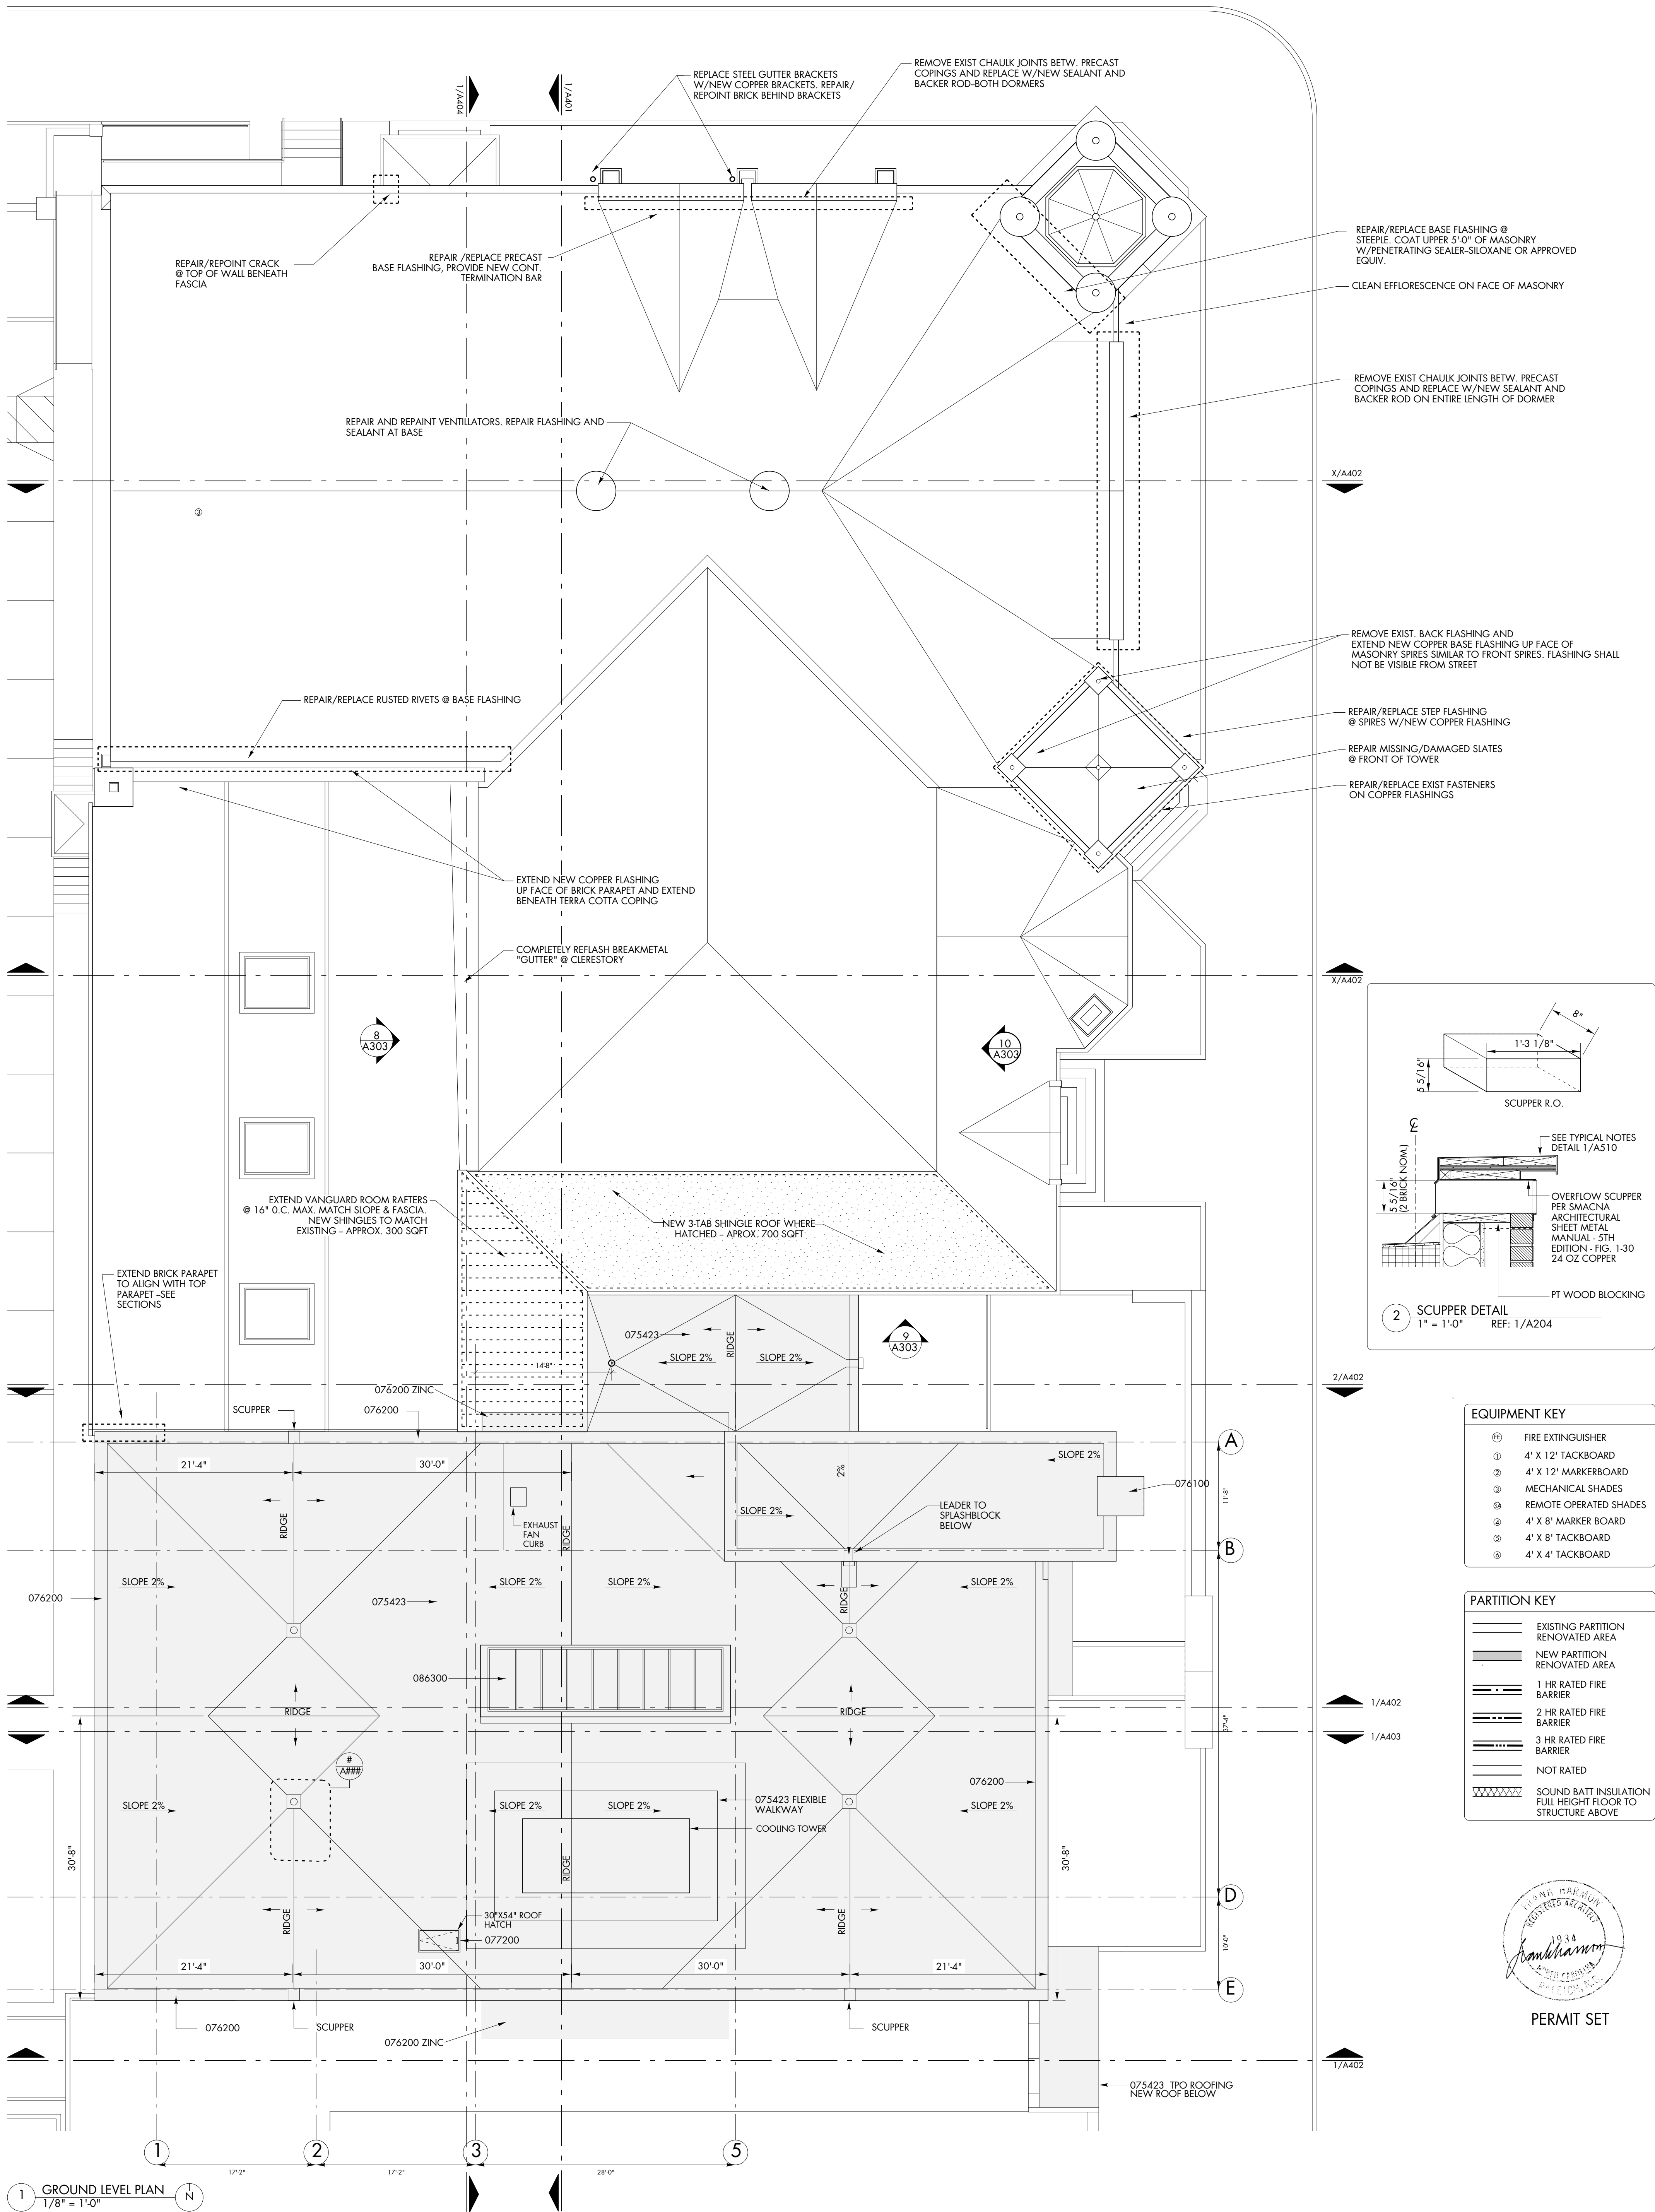 1/A404
1/A401
REPLACE STEEL GUTTER BRACKETS
W/NEW COPPER BRACKETS. REPAIR/
REPOINT BRICK BEHIND BRACKETS
REMOVE EXIST CHAULK JOINTS BETW. PRECAST
COPINGS AND REPLACE W/NEW SEALANT AND
BACKER ROD–BOTH DORMERS
REPAIR/REPOINT CRACK
@ TOP OF WALL BENEATH
FASCIA
REPAIR /REPLACE PRECAST
BASE FLASHING, PROVIDE NEW CONT.
TERMINATION BAR
REPAIR/REPLACE BASE FLASHING @
STEEPLE. COAT UPPER 5'-0" OF MASONRY
W/PENETRATING SEALER–SILOXANE OR APPROVED
EQUIV.
CLEAN EFFLORESCENCE ON FACE OF MASONRY
REMOVE EXIST CHAULK JOINTS BETW. PRECAST
COPINGS AND REPLACE W/NEW SEALANT AND
BACKER ROD ON ENTIRE LENGTH OF DORMER
REPAIR AND REPAINT VENTILLATORS. REPAIR FLASHING AND
SEALANT AT BASE
X/A402
3
REMOVE EXIST. BACK FLASHING AND
EXTEND NEW COPPER BASE FLASHING UP FACE OF
MASONRY SPIRES SIMILAR TO FRONT SPIRES. FLASHING SHALL
NOT BE VISIBLE FROM STREET
REPAIR/REPLACE RUSTED RIVETS @ BASE FLASHING
REPAIR/REPLACE STEP FLASHING
@ SPIRES W/NEW COPPER FLASHING
REPAIR MISSING/DAMAGED SLATES
@ FRONT OF TOWER
REPAIR/REPLACE EXIST FASTENERS
ON COPPER FLASHINGS
EXTEND NEW COPPER FLASHING
UP FACE OF BRICK PARAPET AND EXTEND
BENEATH TERRA COTTA COPING
COMPLETELY REFLASH BREAKMETAL
"GUTTER" @ CLERESTORY
X/A402
8
A303
10
A303
8"
1'-3 1/8"
5 5/16"
SCUPPER R.O.
SEE TYPICAL NOTES
DETAIL 1/A510
5 5/16"
(2 BRICK NOM.)
OVERFLOW SCUPPER
PER SMACNA
ARCHITECTURAL
SHEET METAL
MANUAL - 5TH
EDITION - FIG. 1-30
24 OZ COPPER
PT WOOD BLOCKING
2
SCUPPER DETAIL
1" = 1'-0" REF: 1/A204
EXTEND VANGUARD ROOM RAFTERS
@ 16" 0.C. MAX. MATCH SLOPE & FASCIA.
NEW SHINGLES TO MATCH
EXISTING – APPROX. 300 SQFT
NEW 3-TAB SHINGLE ROOF WHERE
HATCHED – APROX. 700 SQFT
EXTEND BRICK PARAPET
TO ALIGN WITH TOP
PARAPET –SEE
SECTIONS
075423
RIDGE
SLOPE 2%
SLOPE 2%
14'8"
9
A303
2/A402
076200 ZINC
SCUPPER
076200
A
21'-4"
30'-0"
2%
SLOPE 2%
076100
11'-8"
SLOPE 2%
LEADER TO
SPLASHBLOCK
BELOW
RIDGE
EXHAUST
FAN
CURB
RIDGE
B
076200
SLOPE 2%
075423
SLOPE 2%
SLOPE 2%
RIDGE
SLOPE 2%
086300
RIDGE
RIDGE
1/A402
37'-4"
1/A403
#
A###
076200
SLOPE 2%
SLOPE 2%
SLOPE 2%
075423 FLEXIBLE
WALKWAY
COOLING TOWER
SLOPE 2%
30'-8"
30'-8"
RIDGE
D
RIDGE
30"X54" ROOF
HATCH
077200
RIDGE
10'-0"
21'-4"
30'-0"
30'-0"
21'-4"
E
076200
SCUPPER
076200 ZINC
SCUPPER
1/A402
075423 TPO ROOFING
NEW ROOF BELOW
1
2
3
5
17'-2"
17'-2"
28'-0"
1
GROUND LEVEL PLAN
1/8" = 1'-0"
N
EQUIPMENT KEY
FE FIRE EXTINGUISHER
1 4' X 12' TACKBOARD
2 4' X 12' MARKERBOARD
3 MECHANICAL SHADES
3A REMOTE OPERATED SHADES
4 4' X 8' MARKER BOARD
5 4' X 8' TACKBOARD
6 4' X 4' TACKBOARD
PARTITION KEY
EXISTING PARTITION
RENOVATED AREA
NEW PARTITION
RENOVATED AREA
1 HR RATED FIRE
BARRIER
2 HR RATED FIRE
BARRIER
3 HR RATED FIRE
BARRIER
NOT RATED
SOUND BATT INSULATION
FULL HEIGHT FLOOR TO
STRUCTURE ABOVE
FRANK HARMON
REGISTERED ARCHITECT
1934
NORTH CAROLINA
RALEIGH, N.C.
PERMIT SET